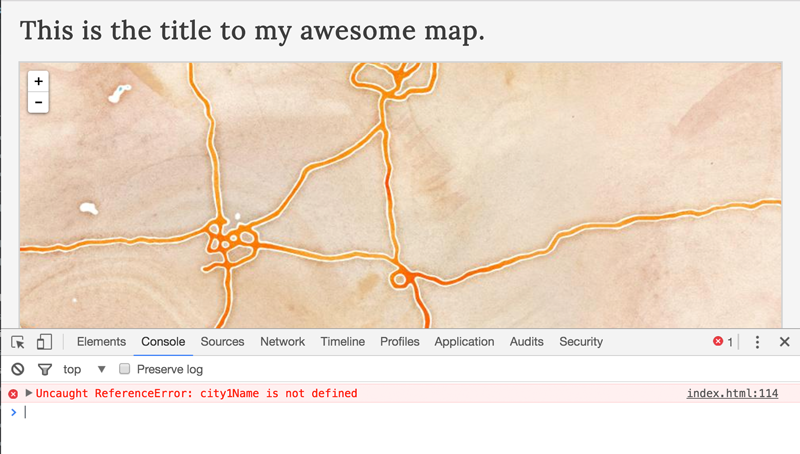 This is the title to my awesome map.
+
−
Elements Console Sources Network Timeline Profiles Application Audits Security 1
top Preserve log
Uncaught ReferenceError: city1Name is not defined index.html:114